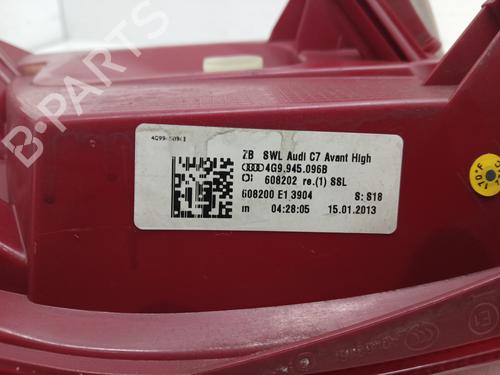 ZB SWL Audi C7 Avant High
4G9.945.096B
608202 re.(1) SSL
608200 E1 3904 S: S18
m 04:28:05 15.01.2013
B-PARTS